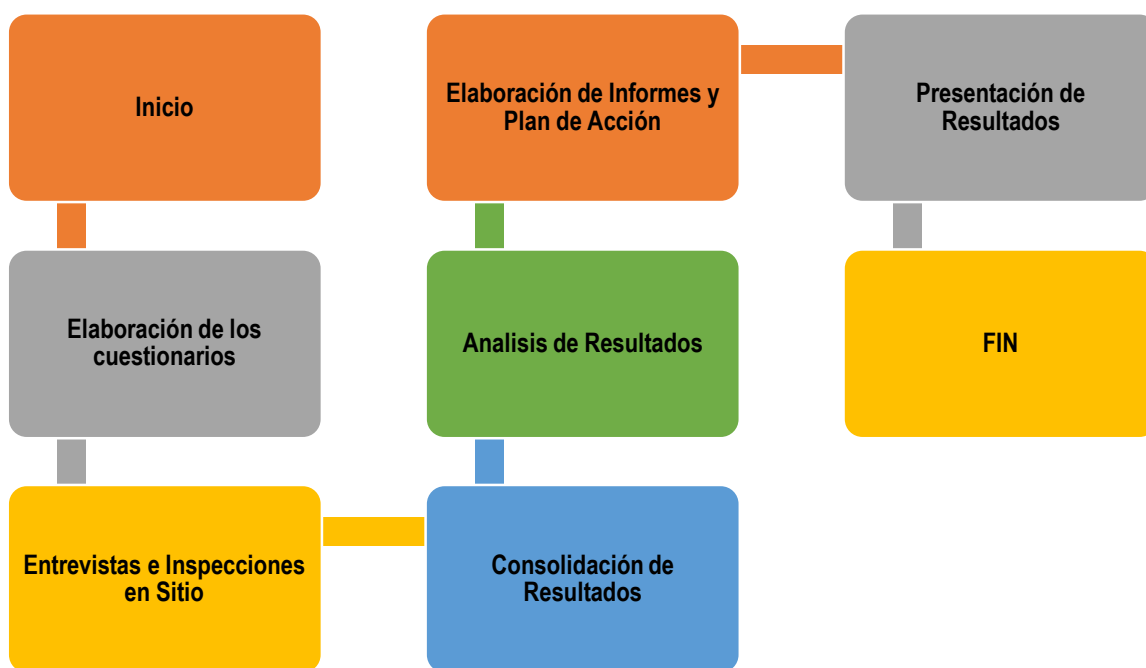 Inicio
Elaboración de los
cuestionarios
Entrevistas e Inspecciones
en Sitio
Consolidación de
Resultados
Analisis de Resultados
Elaboración de Informes y
Plan de Acción
Presentación de
Resultados
FIN